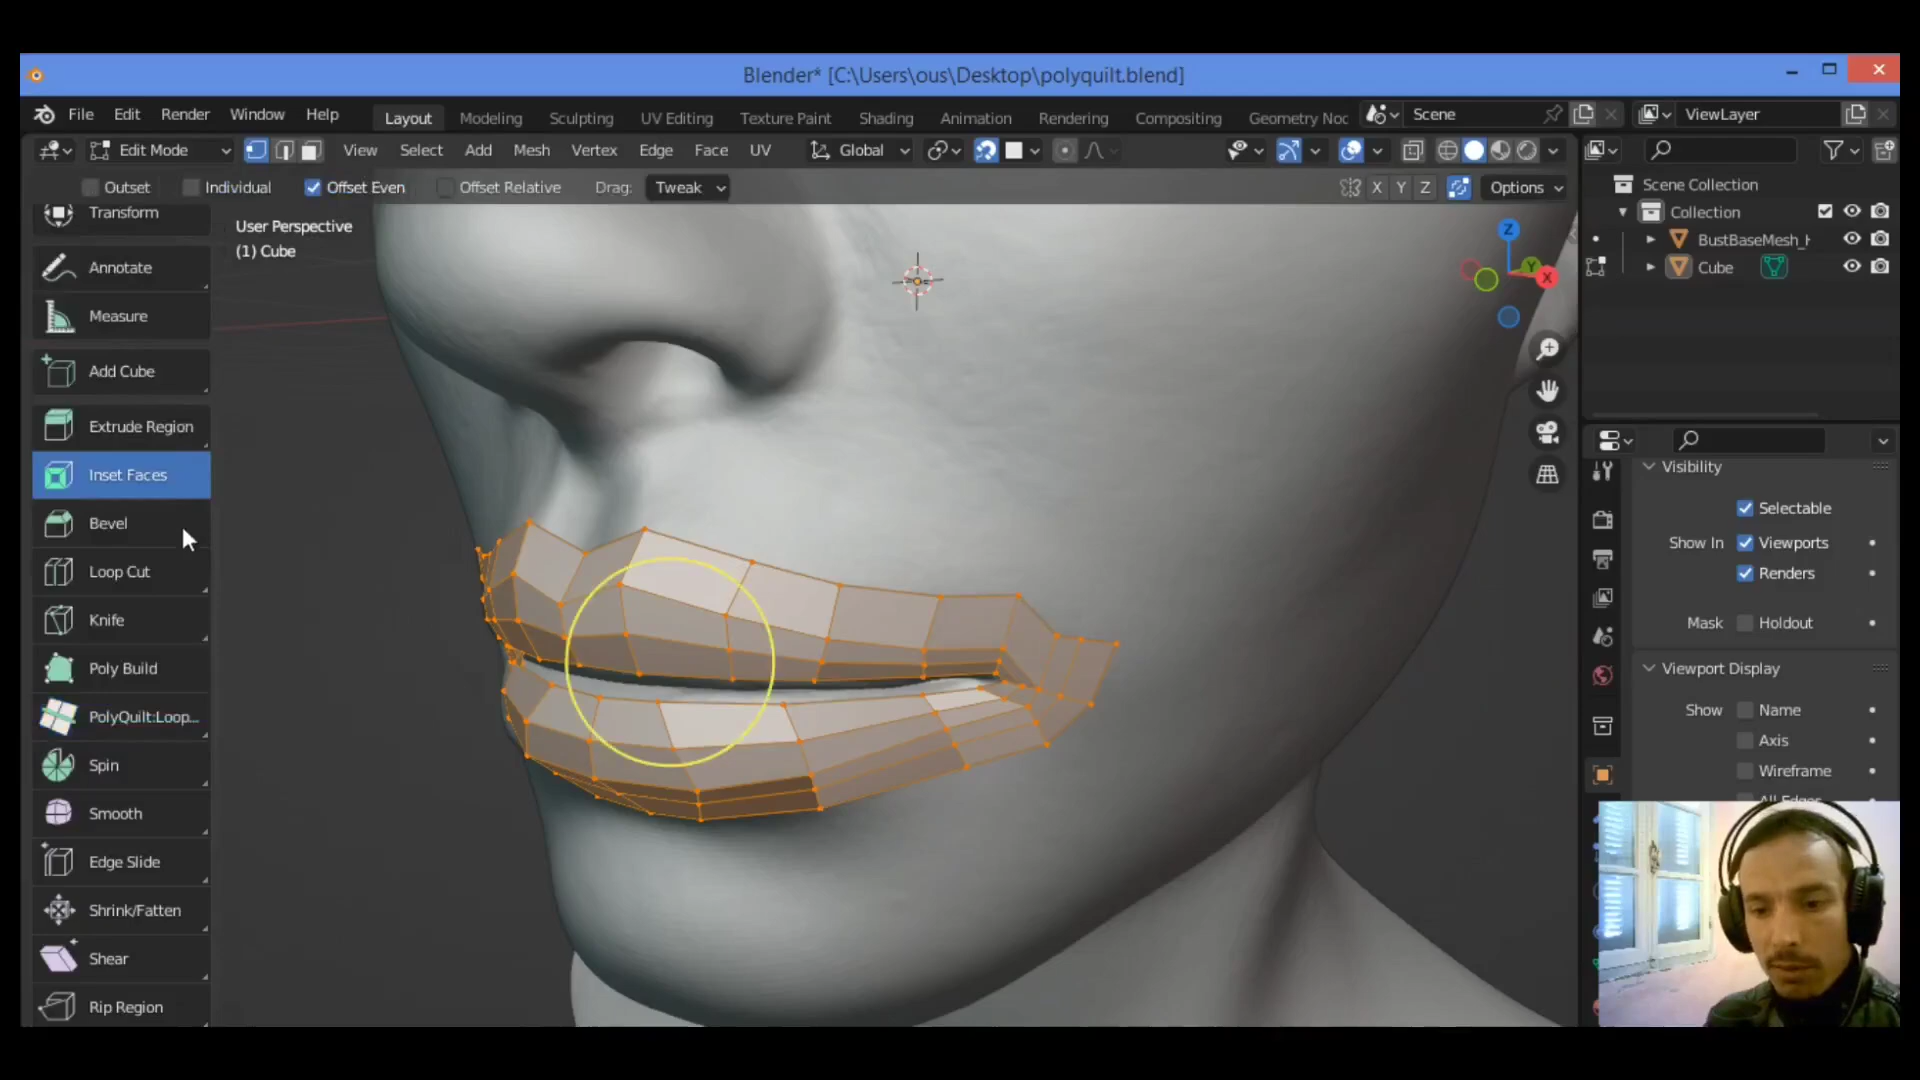 Blender* [C:\Users\ous\Desktop\polyquilt.blend]
File Edit Render Window Help Layout Modeling Sculpting UV Editing Texture Paint Shading Animation Rendering Compositing Geometry Noc Scene ViewLayer
Edit Mode View Select Add Mesh Vertex Edge Face UV Global
Outset Individual Offset Even Offset Relative Drag: Tweak X Y Z Options
Transform
Annotate
Measure
Add Cube
Extrude Region
Inset Faces
Bevel
Loop Cut
Knife
Poly Build
PolyQuilt:Loop...
Spin
Smooth
Edge Slide
Shrink/Fatten
Shear
Rip Region
User Perspective
(1) Cube
Z
Y
X
Scene Collection
Collection
BustBaseMesh_
Cube
Visibility
Selectable
Show In Viewports
Renders
Mask Holdout
Viewport Display
Show Name
Axis
Wireframe
All Edges